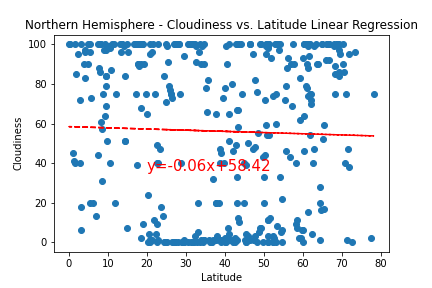 Northern Hemisphere - Cloudiness vs. Latitude Linear Regression
100
80
60
40
20
0
Cloudiness
y=-0.06x+58.42
0 10 20 30 40 50 60 70 80
Latitude